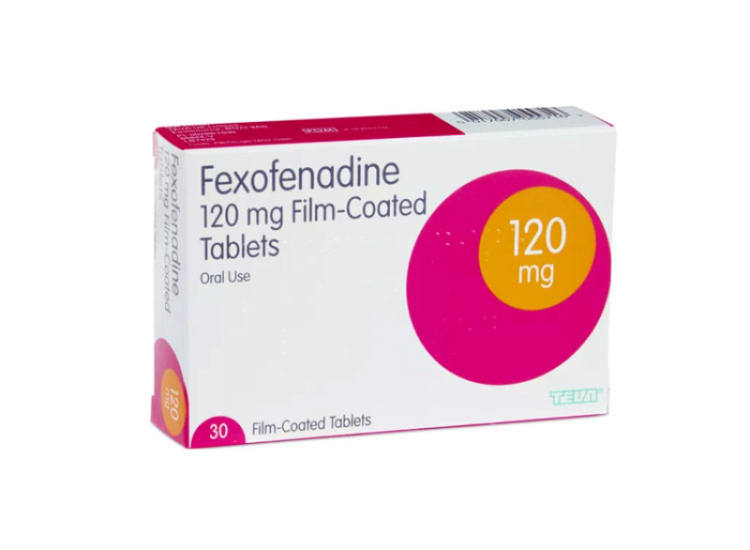 Fexofenadine
120 mg Film-Coated
Tablets
Oral Use
120
mg
TEVA
30 Film-Coated Tablets
Fexofenadine
120 mg Film-Coated
Tablets
120
mg